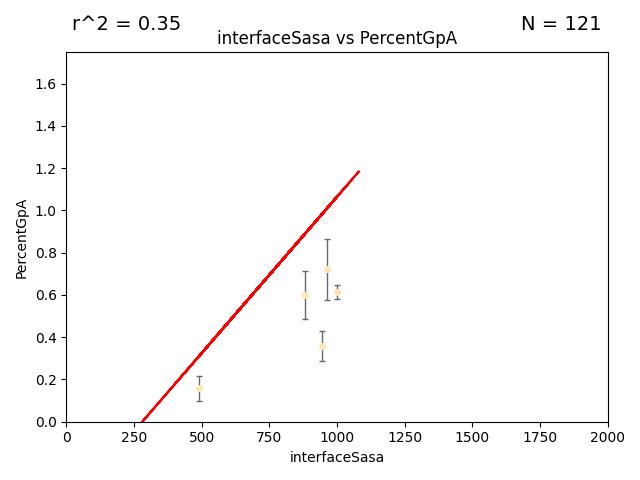 r^2 = 0.35
N = 121
interfaceSasa vs PercentGpA
1.6
1.4
1.2
1.0
0.8
0.6
0.4
0.2
0.0
PercentGpA
0 250 500 750 1000 1250 1500 1750 2000
interfaceSasa